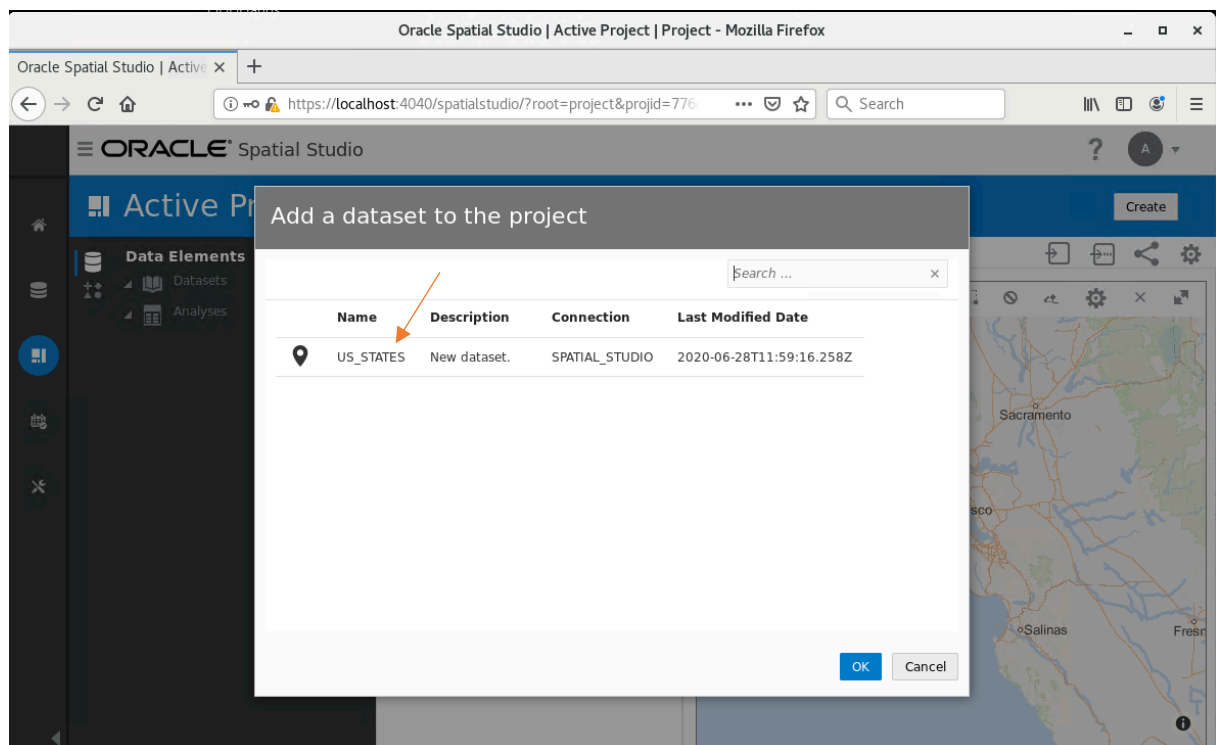 Oracle Spatial Studio | Active Project | Project - Mozilla Firefox
Oracle Spatial Studio | Active
https://localhost:4040/spatialstudio/?root=project&projid=776
Search
ORACLE Spatial Studio
A
Active Pr
Create
Add a dataset to the project
Data Elements
Datasets
Analyses
Search ...
Name Description Connection Last Modified Date
US_STATES New dataset. SPATIAL_STUDIO 2020-06-28T11:59:16.258Z
Sacramento
sco
Salinas
Fresn
OK Cancel